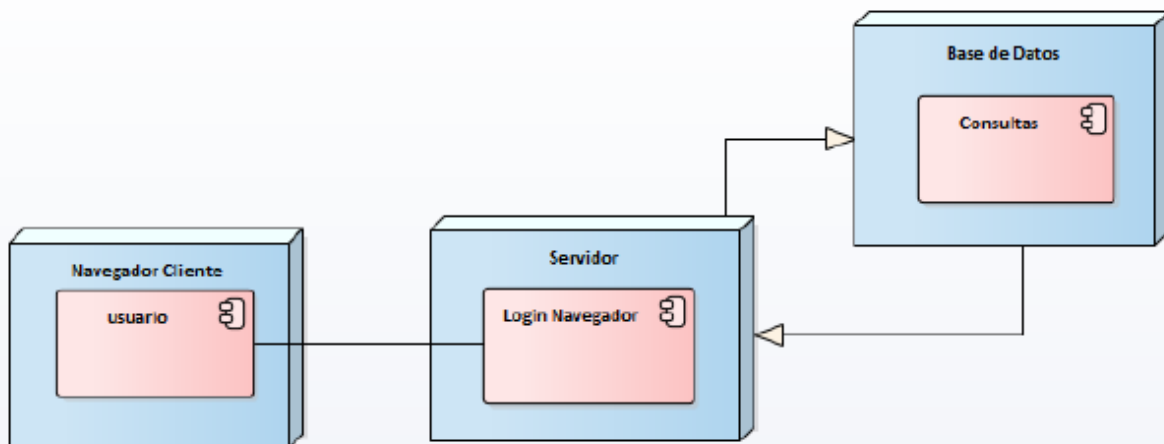 Base de Datos
Consultas
Servidor
Login Navegador
Navegador Cliente
usuario